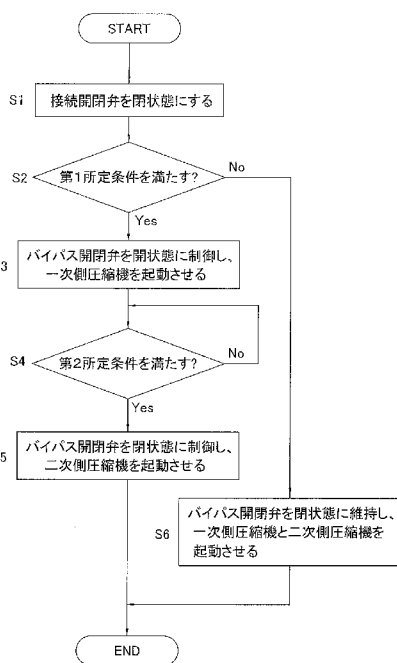 START
S1
接続開閉弁を閉状態にする
S2
第1所定条件を満たす?
No
Yes
3
バイパス開閉弁を開状態に制御し、
一次側圧縮機を起動させる
S4
第2所定条件を満たす?
No
Yes
5
バイパス開閉弁を閉状態に制御し、
二次側圧縮機を起動させる
S6
バイパス開閉弁を閉状態に維持し、
一次側圧縮機と二次側圧縮機を
起動させる
END